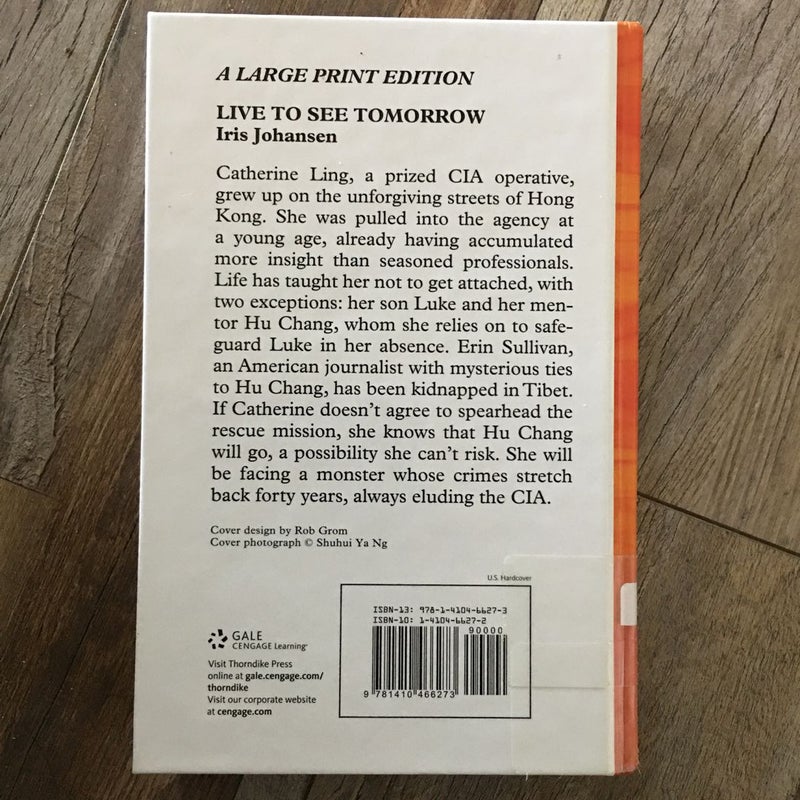 A LARGE PRINT EDITION
LIVE TO SEE TOMORROW
Iris Johansen
Catherine Ling, a prized CIA operative,
grew up on the unforgiving streets of Hong
Kong. She was pulled into the agency at
a young age, already having accumulated
more insight than seasoned professionals.
Life has taught her not to get attached, with
two exceptions: her son Luke and her men-
tor Hu Chang, whom she relies on to safe-
guard Luke in her absence. Erin Sullivan,
an American journalist with mysterious ties
to Hu Chang, has been kidnapped in Tibet.
If Catherine doesn't agree to spearhead the
rescue mission, she knows that Hu Chang
will go, a possibility she can't risk. She will
be facing a monster whose crimes stretch
back forty years, always eluding the CIA.
Cover design by Rob Grom
Cover photograph © Shuhui Ya Ng
U.S. Hardcover
ISBN-13: 978-1-4104-6627-3
ISBN-10: 1-4104-6627-2
90000
9 781410 466273
GALE
CENGAGE Learning·
Visit Thorndike Press
online at gale.cengage.com/
thorndike
Visit our corporate website
at cengage.com